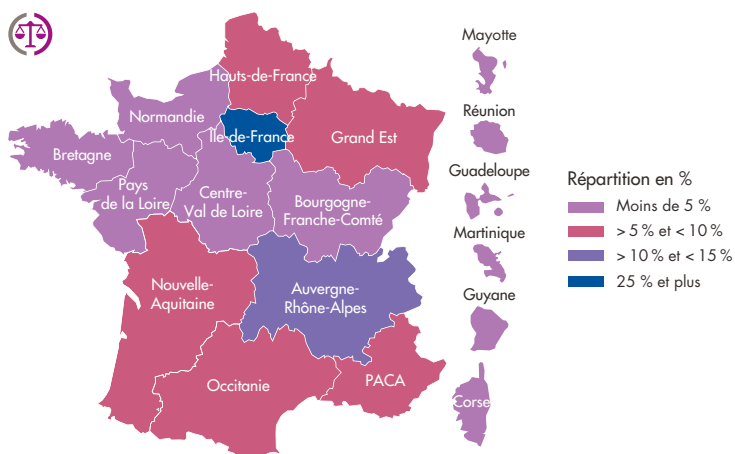 Mayotte
Hauts-de-France
Normandie
Réunion
Île-de-France
Grand Est
Bretagne
Guadeloupe
Pays
de la Loire
Centre-
Val de Loire
Bourgogne-
Franche-Comté
Martinique
Nouvelle-
Aquitaine
Auvergne-
Rhône-Alpes
Guyane
Occitanie
PACA
Corse
Répartition en %
Moins de 5 %
> 5 % et < 10 %
> 10 % et < 15 %
25 % et plus